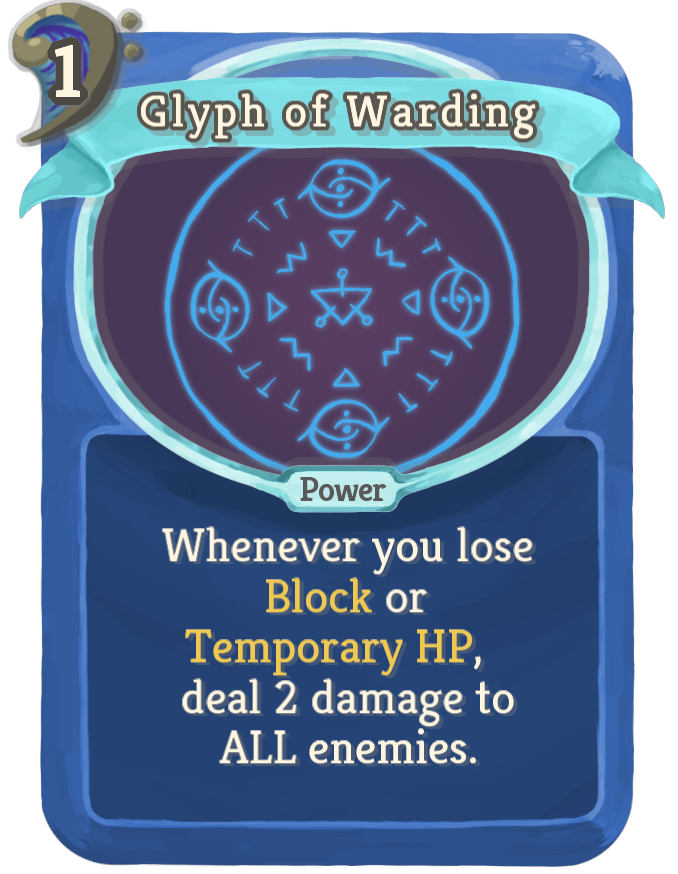 1
Glyph of Warding
Power
Whenever you lose
Block or
Temporary HP,
deal 2 damage to
ALL enemies.